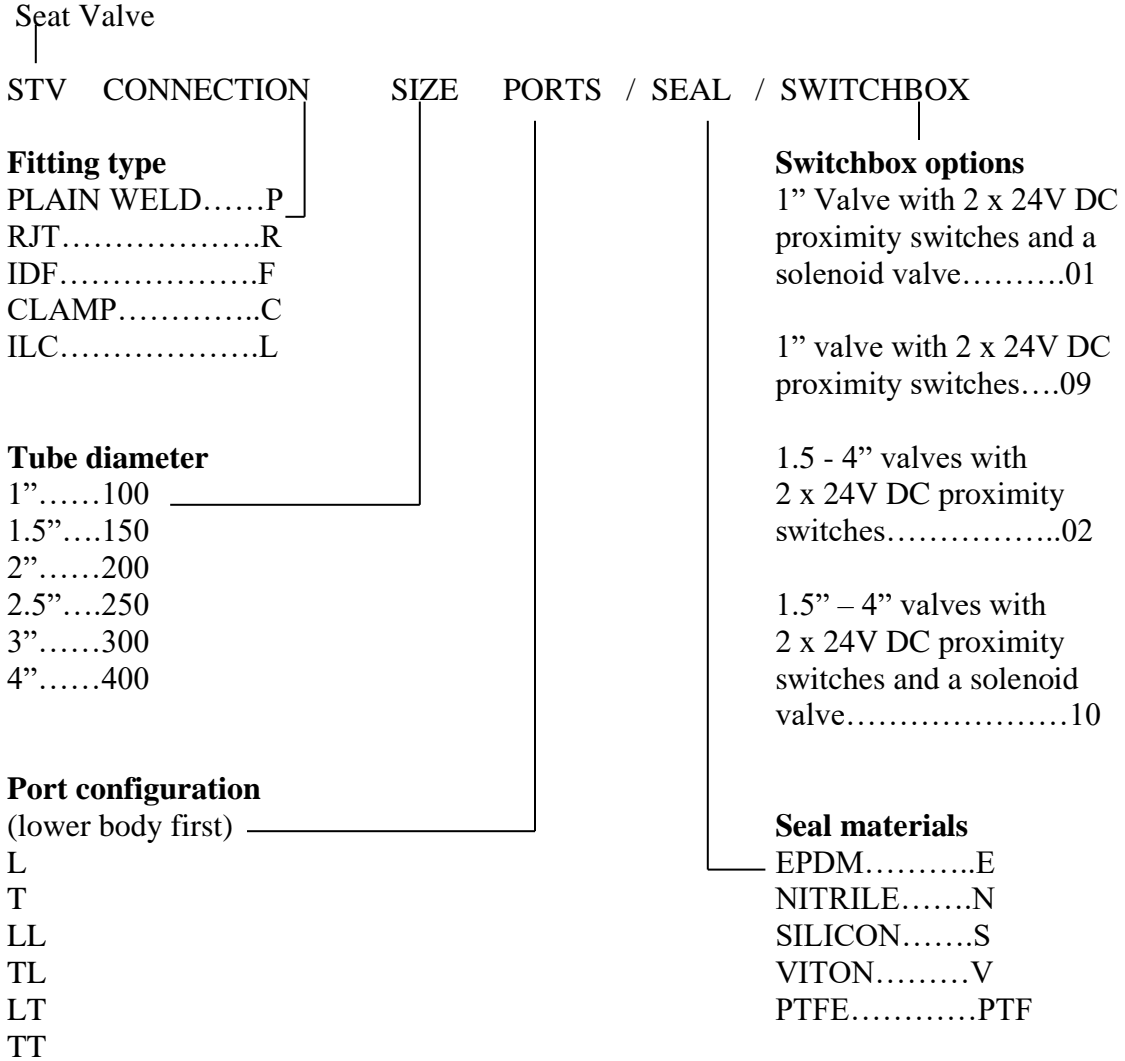 Seat Valve
STV CONNECTION SIZE PORTS / SEAL / SWITCHBOX
Fitting type
PLAIN WELD……P
RJT……………….R
IDF……………….F
CLAMP…………..C
ILC……………….L
Tube diameter
1”……100
1.5”….150
2”……200
2.5”….250
3”……300
4”……400
Port configuration
(lower body first)
L
T
LL
TL
LT
TT
Switchbox options
1” Valve with 2 x 24V DC
proximity switches and a
solenoid valve……….01
1” valve with 2 x 24V DC
proximity switches….09
1.5 - 4” valves with
2 x 24V DC proximity
switches……………..02
1.5” – 4” valves with
2 x 24V DC proximity
switches and a solenoid
valve…………………10
Seal materials
EPDM………..E
NITRILE…….N
SILICON…….S
VITON………V
PTFE…………PTF